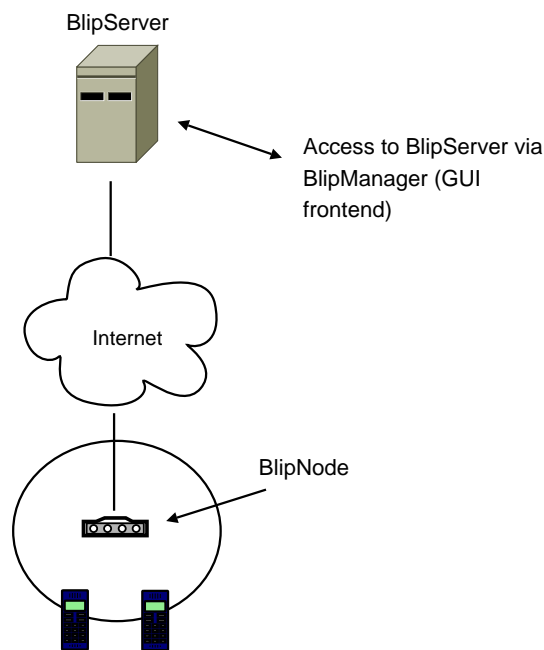 BlipServer
Access to BlipServer via
BlipManager (GUI
frontend)
Internet
BlipNode